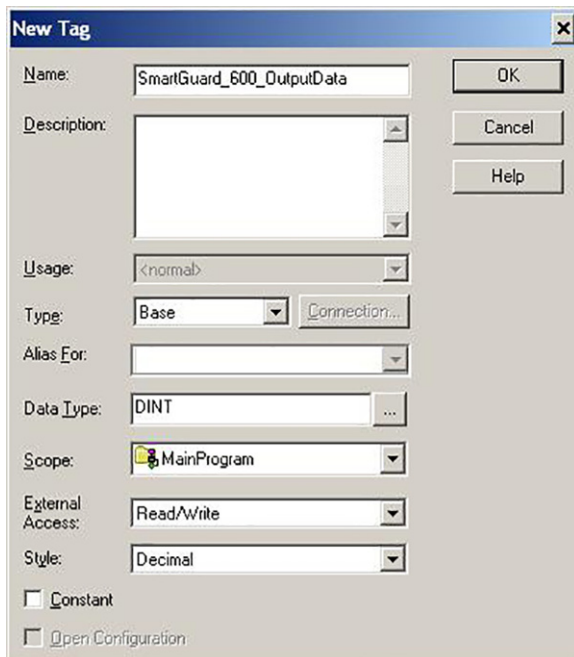 New Tag
Name: SmartGuard_600_OutputData OK
Description: Cancel
Help
Usage: <normal>
Type: Base Connection...
Alias For:
Data Type: DINT ...
Scope: MainProgram
External
Access: Read/Write
Style: Decimal
Constant
Open Configuration